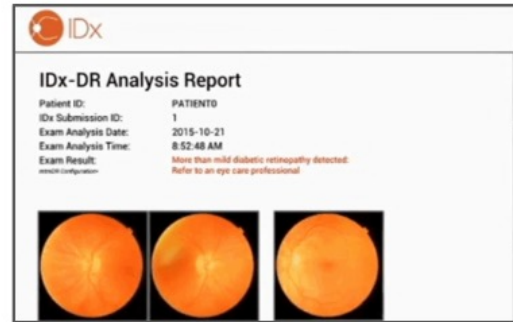 IDx
IDx-DR Analysis Report
Patient ID: PATIENT0
IDx Submission ID: 1
Exam Analysis Date: 2015-10-21
Exam Analysis Time: 8:52:48 AM
Exam Result: More than mild diabetic retinopathy detected:
Refer to an eye care professional